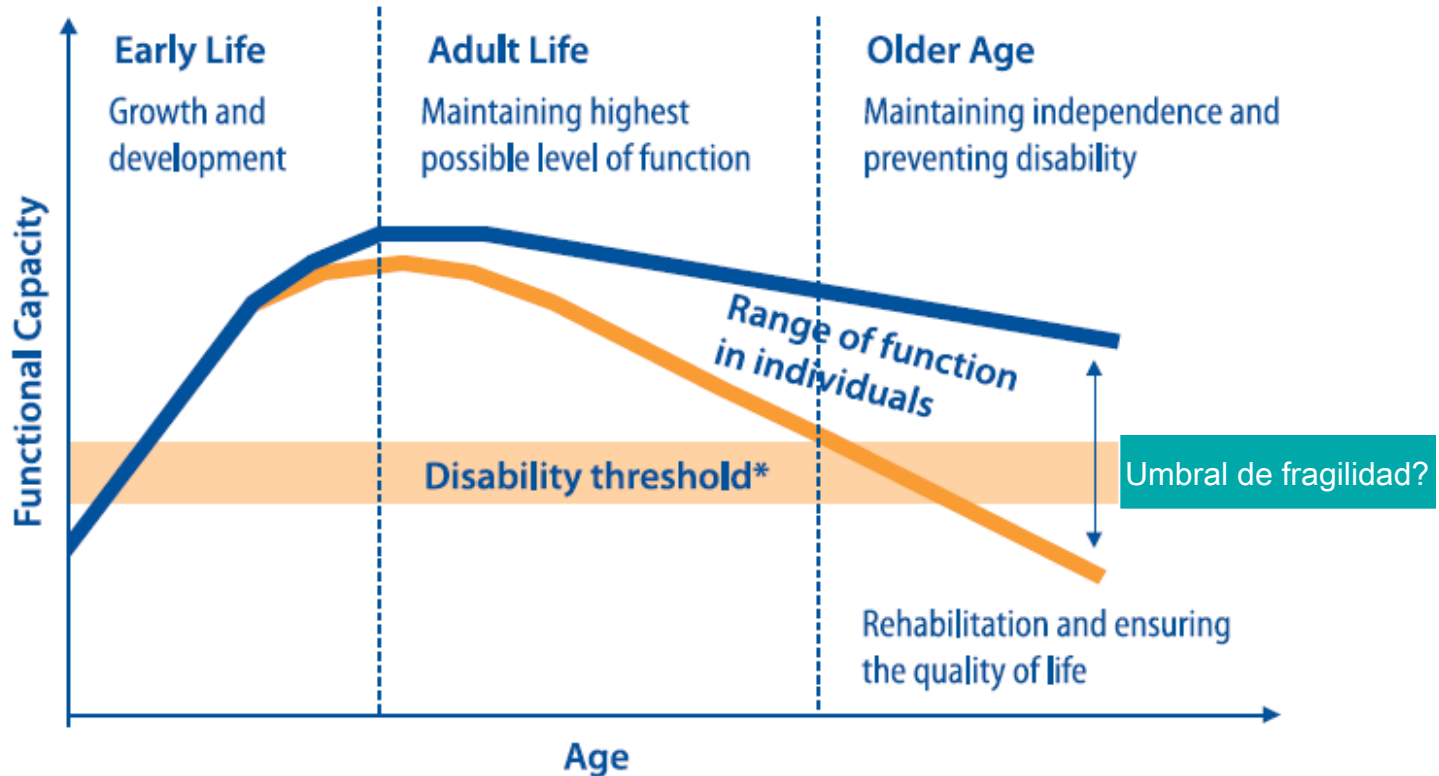 Early Life
Growth and
development
Adult Life
Maintaining highest
possible level of function
Older Age
Maintaining independence and
preventing disability
Functional Capacity
Range of function
in individuals
Disability threshold*
Umbral de fragilidad?
Rehabilitation and ensuring
the quality of life
Age